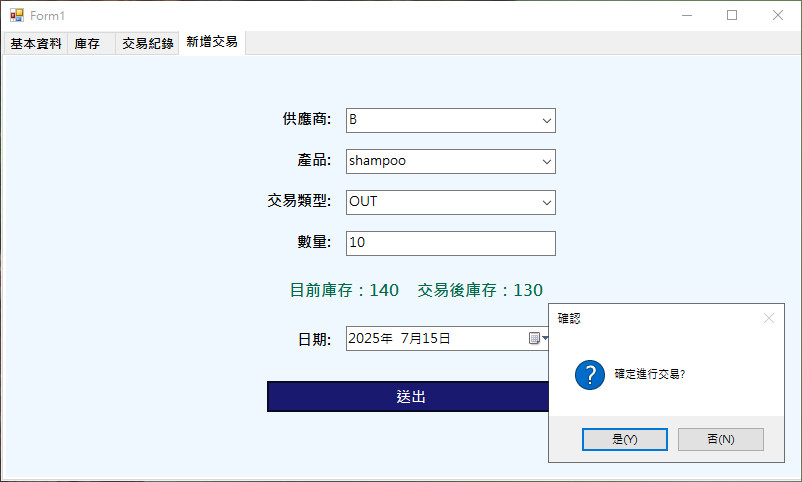 Form1
基本資料 庫存 交易紀錄 新增交易
供應商: B
產品: shampoo
交易類型: OUT
數量: 10
目前庫存：140 交易後庫存：130
日期: 2025年 7月15日
送出
確認
確定進行交易?
是(Y) 否(N)